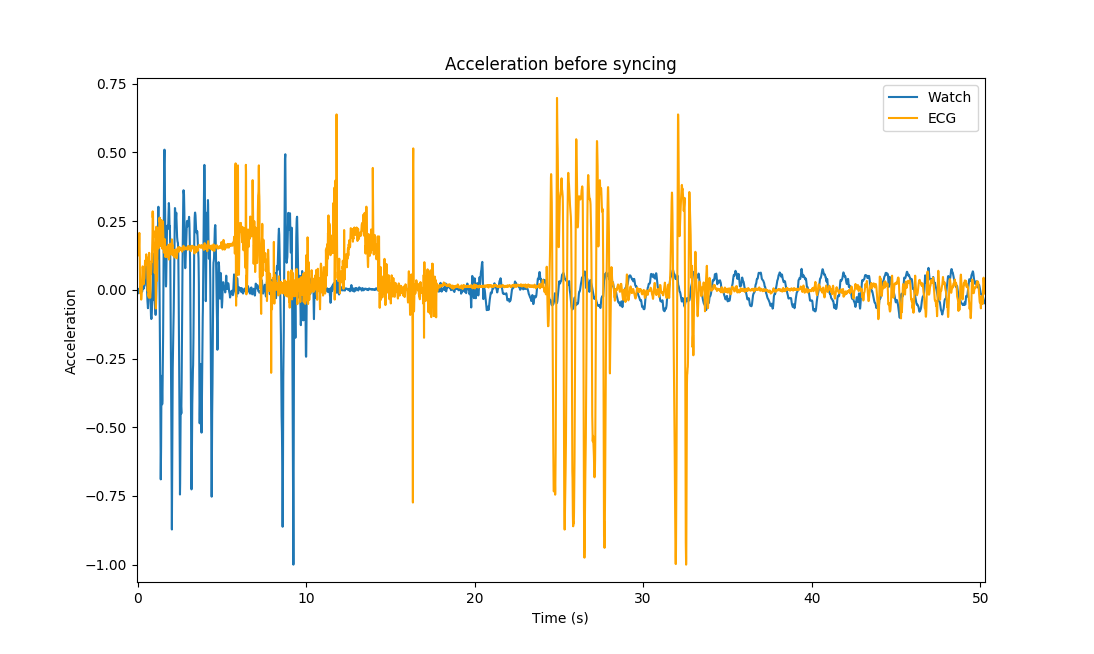 Acceleration before syncing
Watch
ECG
0.75
0.50
0.25
0.00
−0.25
−0.50
−0.75
−1.00
Acceleration
0 10 20 30 40 50
Time (s)